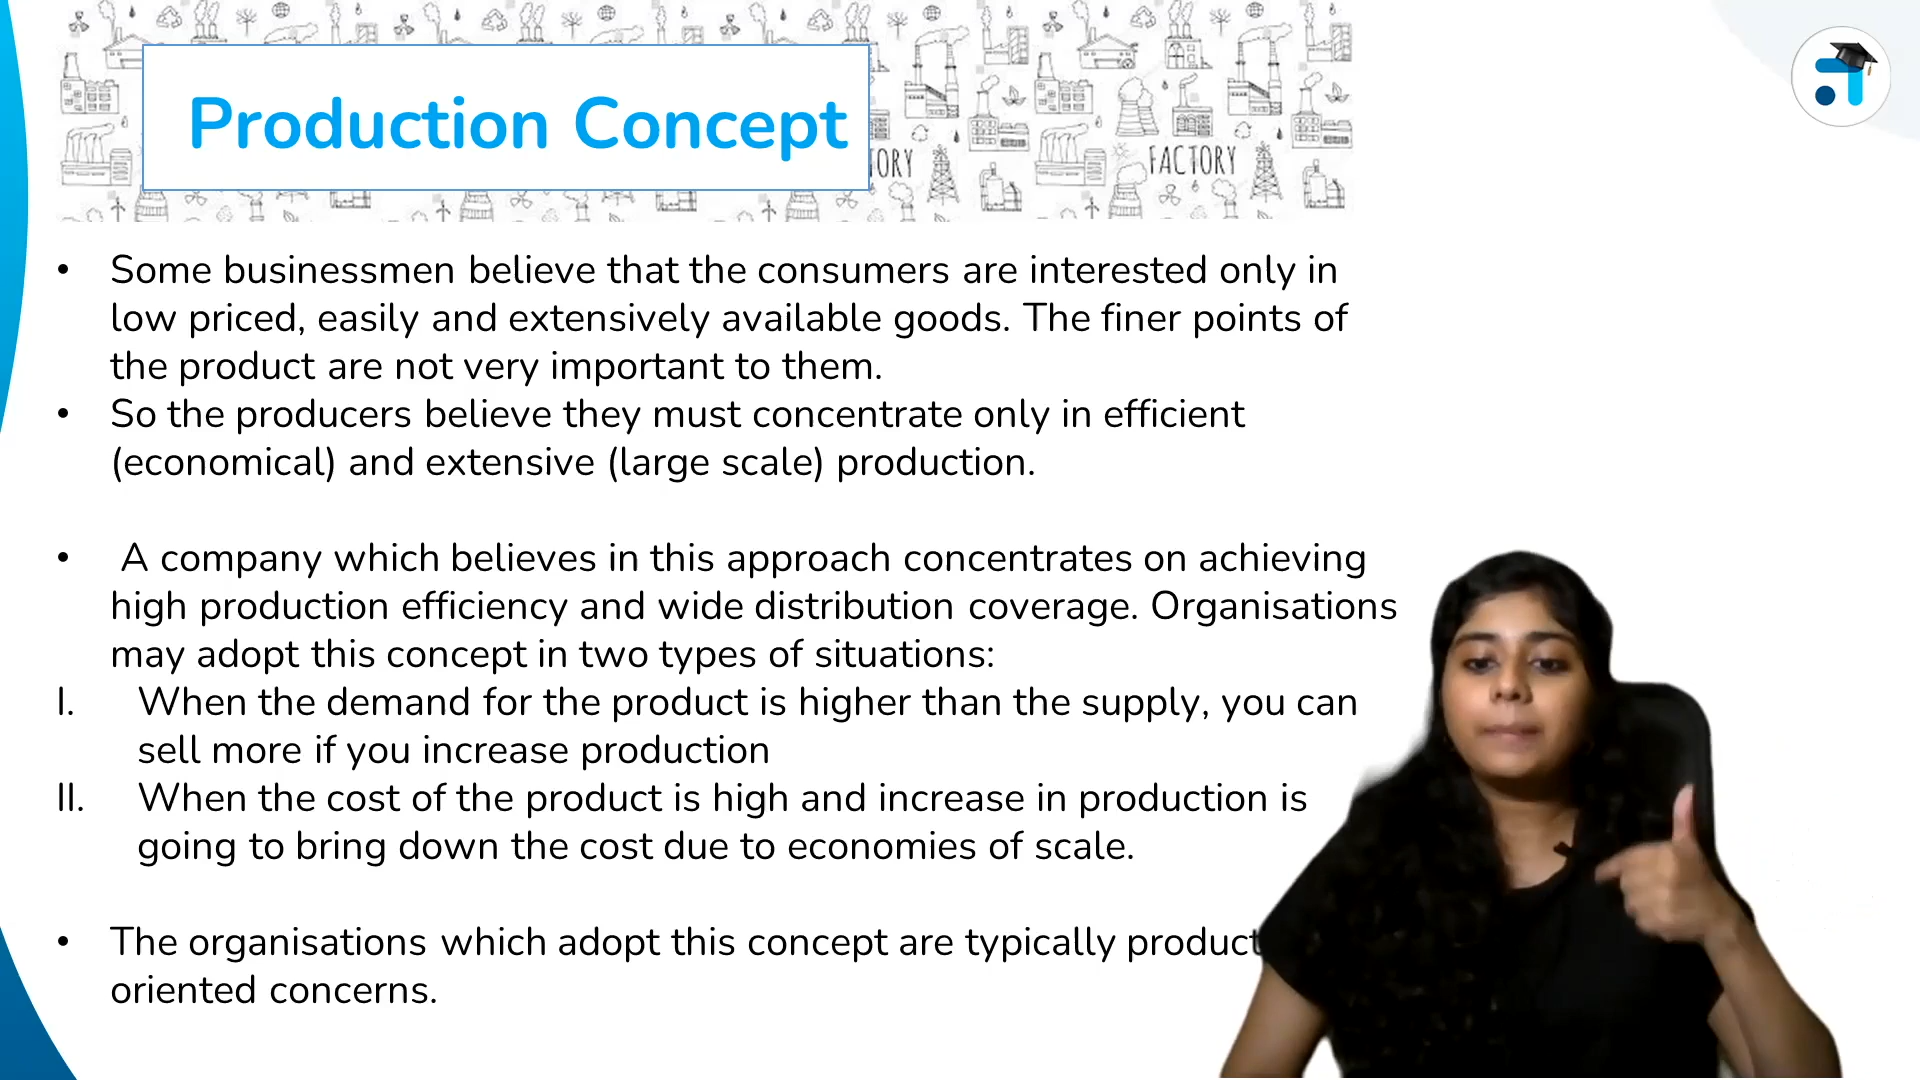 Production Concept
ORY
FACTORY
• Some businessmen believe that the consumers are interested only in
low priced, easily and extensively available goods. The finer points of
the product are not very important to them.
• So the producers believe they must concentrate only in efficient
(economical) and extensive (large scale) production.
• A company which believes in this approach concentrates on achieving
high production efficiency and wide distribution coverage. Organisations
may adopt this concept in two types of situations:
I. When the demand for the product is higher than the supply, you can
sell more if you increase production
II. When the cost of the product is high and increase in production is
going to bring down the cost due to economies of scale.
• The organisations which adopt this concept are typically product
oriented concerns.